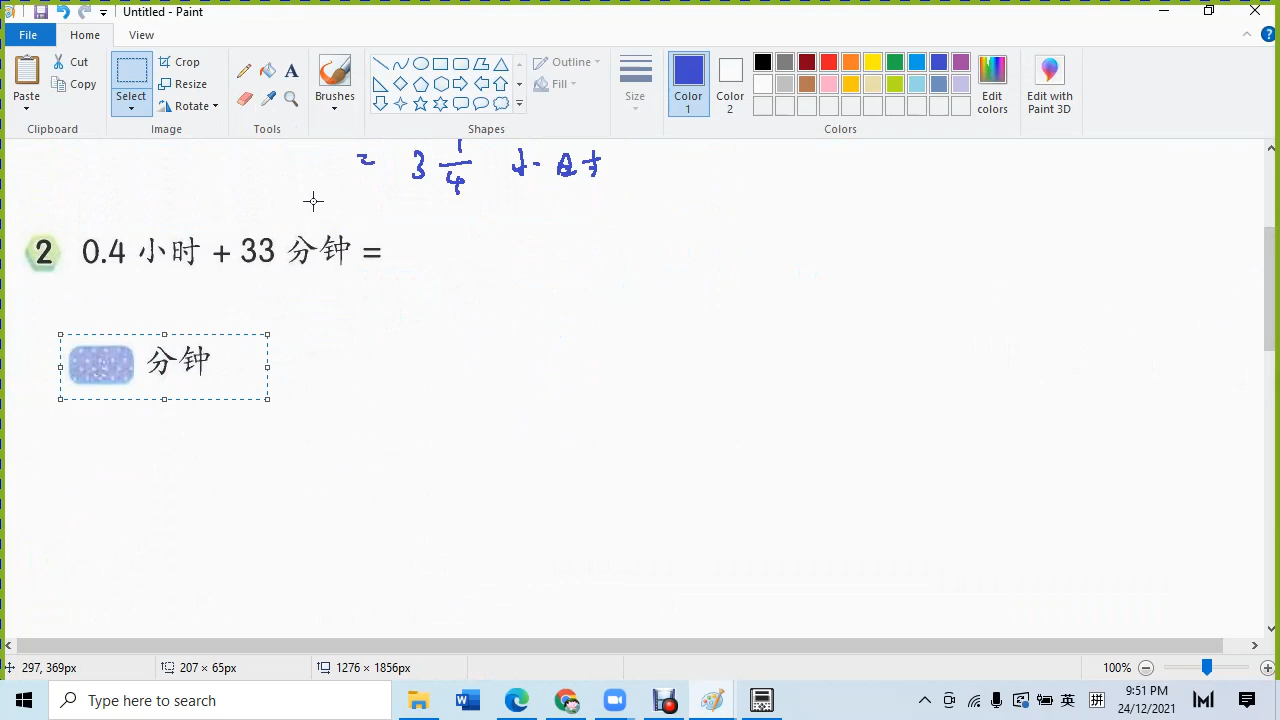 Untitled - Paint
File Home View
Paste
Cut
Copy
Clipboard
Select
Crop
Resize
Rotate
Image
A
Tools
Brushes
Outline
Fill
Shapes
Size
Color 1
Color 2
Edit colors
Colors
Edit with Paint 3D
= 3 1/4 小时
2 0.4 小时 + 33 分钟 =
分钟
297, 369px 207 × 65px 1276 × 1856px 100%
Type here to search
英 拼
9:51 PM
24/12/2021